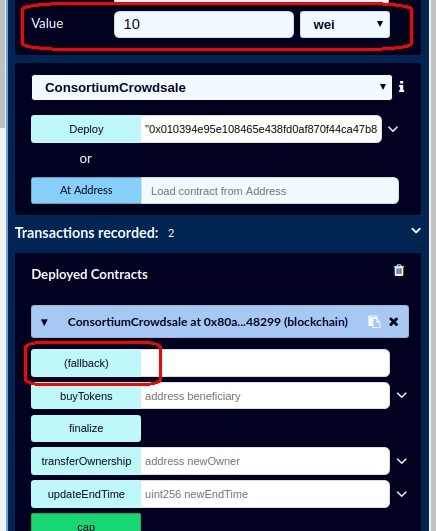 Value 10 wei
ConsortiumCrowdsale
Deploy "0x010394e95e108465e438fd0af870f44ca47b8
or
At Address Load contract from Address
Transactions recorded: 2
Deployed Contracts
ConsortiumCrowdsale at 0x80a...48299 (blockchain)
(fallback)
buyTokens address beneficiary
finalize
transferOwnership address newOwner
updateEndTime uint256 newEndTime
cap